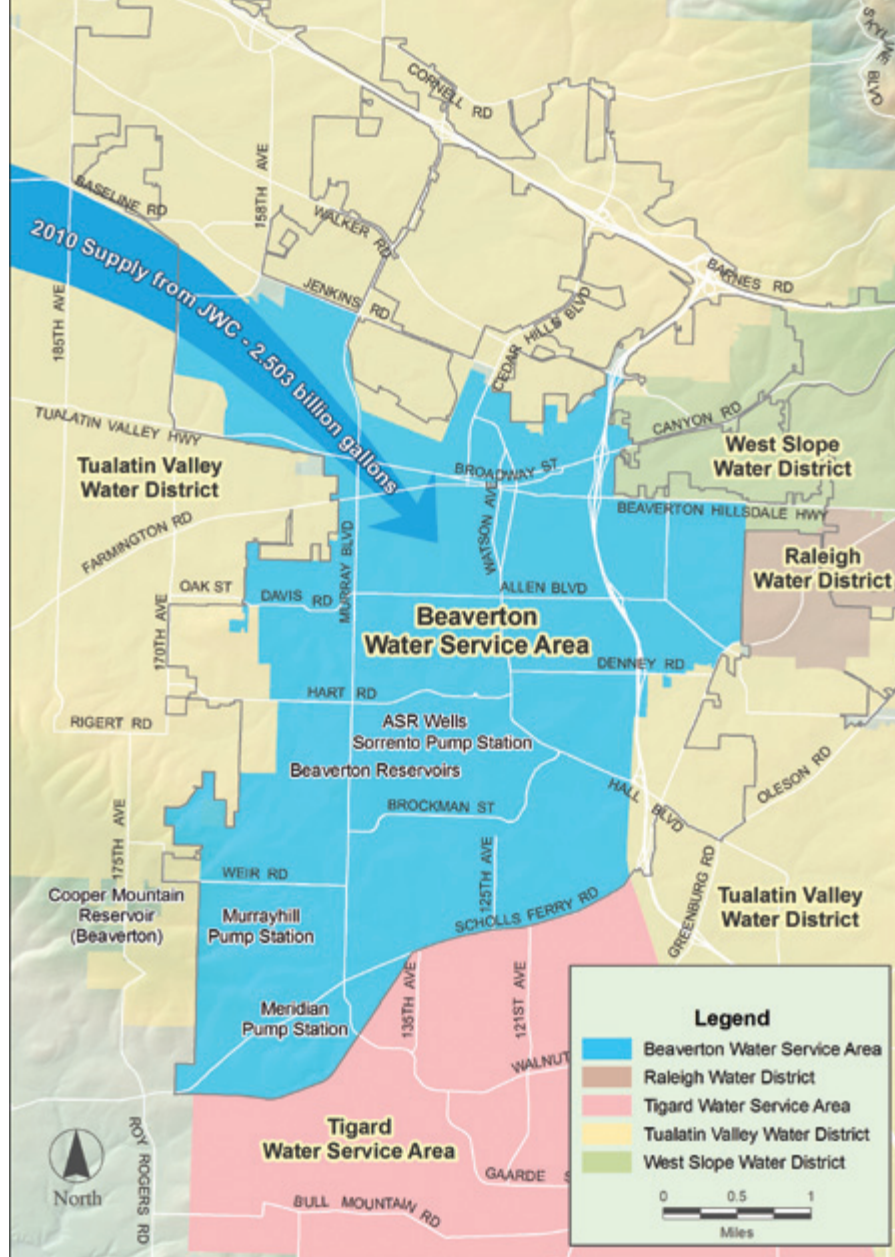 SKYLINE BLVD
CORNELL RD
BASELINE RD
158TH AVE
WALKER RD
BARNES RD
2010 Supply from JWC - 2.503 billion gallons
JENKINS RD
185TH AVE
CEDAR HILLS BLVD
TUALATIN VALLEY HWY
CANYON RD
West Slope
Water District
Tualatin Valley
Water District
BROADWAY ST
BEAVERTON HILLSDALE HWY
FARMINGTON RD
MURRAY BLVD
WATSON AVE
Raleigh
Water District
OAK ST
DAVIS RD
ALLEN BLVD
Beaverton
Water Service Area
170TH AVE
DENNEY RD
HART RD
RIGERT RD
ASR Wells
Sorrento Pump Station
Beaverton Reservoirs
OLESON RD
HALL BLVD
BROCKMAN ST
175TH AVE
125TH AVE
WEIR RD
GREENBURG RD
Cooper Mountain
Reservoir
(Beaverton)
Murrayhill
Pump Station
SCHOLLS FERRY RD
Tualatin Valley
Water District
Meridian
Pump Station
135TH AVE
121ST AVE
WALNUT
Tigard
Water Service Area
ROY ROGERS RD
GAARDE S
BULL MOUNTAIN RD
North
Legend
Beaverton Water Service Area
Raleigh Water District
Tigard Water Service Area
Tualatin Valley Water District
West Slope Water District
0 0.5 1
Miles